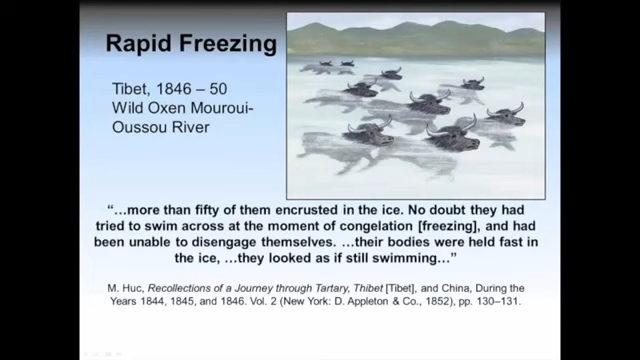 Rapid Freezing
Tibet, 1846 – 50
Wild Oxen Mouroui-
Oussou River
“…more than fifty of them encrusted in the ice. No doubt they had
tried to swim across at the moment of congelation [freezing], and had
been unable to disengage themselves. …their bodies were held fast in
the ice, …they looked as if still swimming…”
M. Huc, Recollections of a Journey through Tartary, Thibet [Tibet], and China, During the
Years 1844, 1845, and 1846. Vol. 2 (New York: D. Appleton & Co., 1852), pp. 130–131.